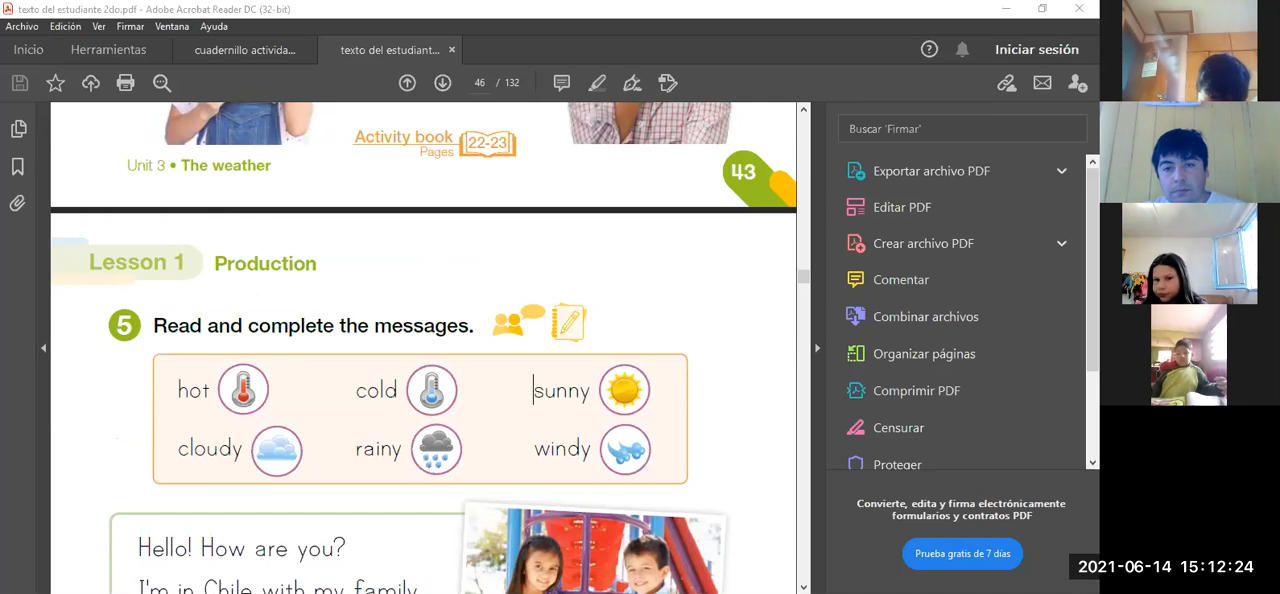 texto del estudiante 2do.pdf - Adobe Acrobat Reader DC (32-bit)
Archivo Edición Ver Firmar Ventana Ayuda
Inicio Herramientas cuadernillo activida... texto del estudiant... × Iniciar sesión
46 / 132
Activity book 22-23
Pages
Unit 3 • The weather
43
Lesson 1 Production
5 Read and complete the messages.
hot cold sunny
cloudy rainy windy
Hello! How are you?
I'm in Chile with my family
Buscar 'Firmar'
Exportar archivo PDF
Editar PDF
Crear archivo PDF
Comentar
Combinar archivos
Organizar páginas
Comprimir PDF
Censurar
Proteger
Convierte, edita y firma electrónicamente
formularios y contratos PDF
Prueba gratis de 7 días
2021-06-14 15:12:24